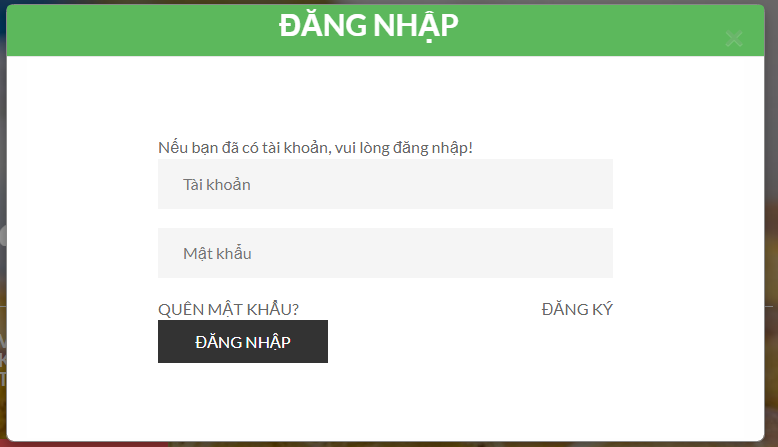 ĐĂNG NHẬP
Nếu bạn đã có tài khoản, vui lòng đăng nhập!
Tài khoản
Mật khẩu
QUÊN MẬT KHẨU?
ĐĂNG KÝ
ĐĂNG NHẬP